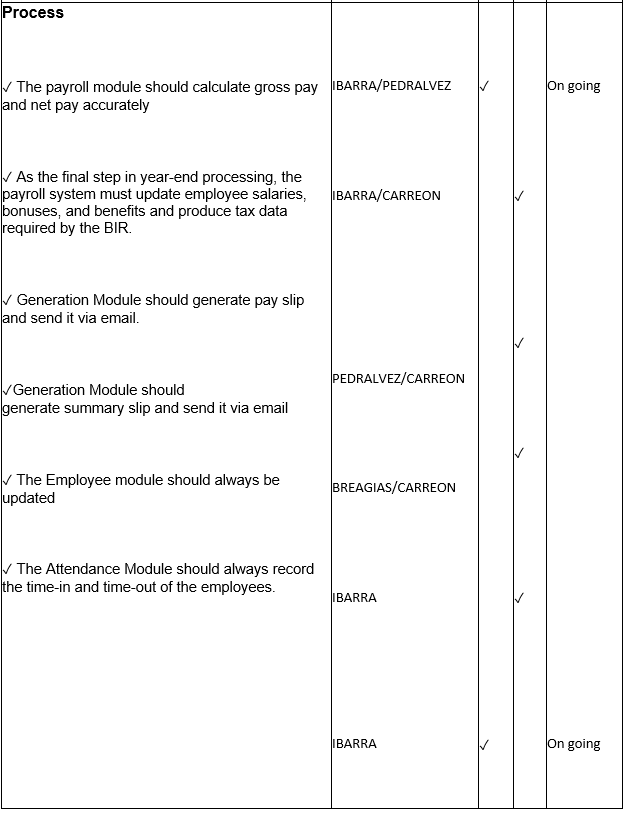 Process
✓ The payroll module should calculate gross pay
and net pay accurately
IBARRA/PEDRALVEZ
✓
On going
✓ As the final step in year-end processing, the
payroll system must update employee salaries,
bonuses, and benefits and produce tax data
required by the BIR.
IBARRA/CARREON
✓
✓ Generation Module should generate pay slip
and send it via email.
✓
PEDRALVEZ/CARREON
✓Generation Module should
generate summary slip and send it via email
✓
✓ The Employee module should always be
updated
BREAGIAS/CARREON
✓ The Attendance Module should always record
the time-in and time-out of the employees.
IBARRA
✓
IBARRA
✓
On going